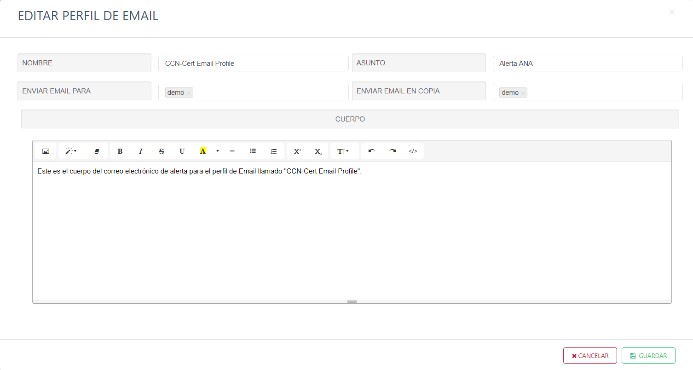 EDITAR PERFIL DE EMAIL
NOMBRE CCN-Cert Email Profile ASUNTO Alerta ANA
ENVIAR EMAIL PARA demo ENVIAR EMAIL EN COPIA demo
CUERPO
B I S U A X² X₂ T </>
Este es el cuerpo del correo electrónico de alerta para el perfil de Email llamado "CCN-Cert Email Profile".
CANCELAR GUARDAR